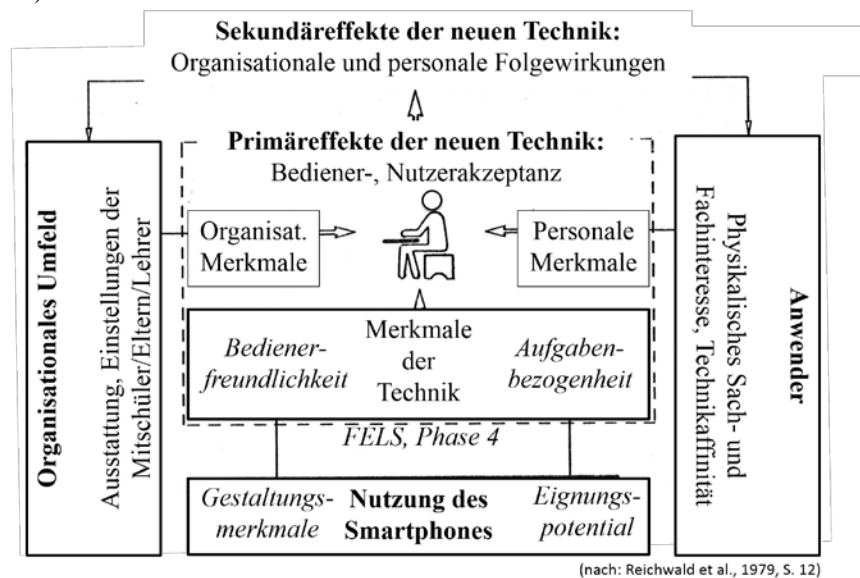 Sekundäreffekte der neuen Technik:
Organisationale und personale Folgewirkungen
Primäreffekte der neuen Technik:
Bediener-, Nutzerakzeptanz
Organisationales Umfeld
Ausstattung, Einstellungen der
Mitschüler/Eltern/Lehrer
Organisat.
Merkmale
Personale
Merkmale
Physikalisches Sach- und
Fachinteresse, Technikaffinität
Anwender
Bediener-
freundlichkeit
Merkmale
der
Technik
Aufgaben-
bezogenheit
FELS, Phase 4
Gestaltungs-
merkmale
Nutzung des
Smartphones
Eignungs-
potential
(nach: Reichwald et al., 1979, S. 12)